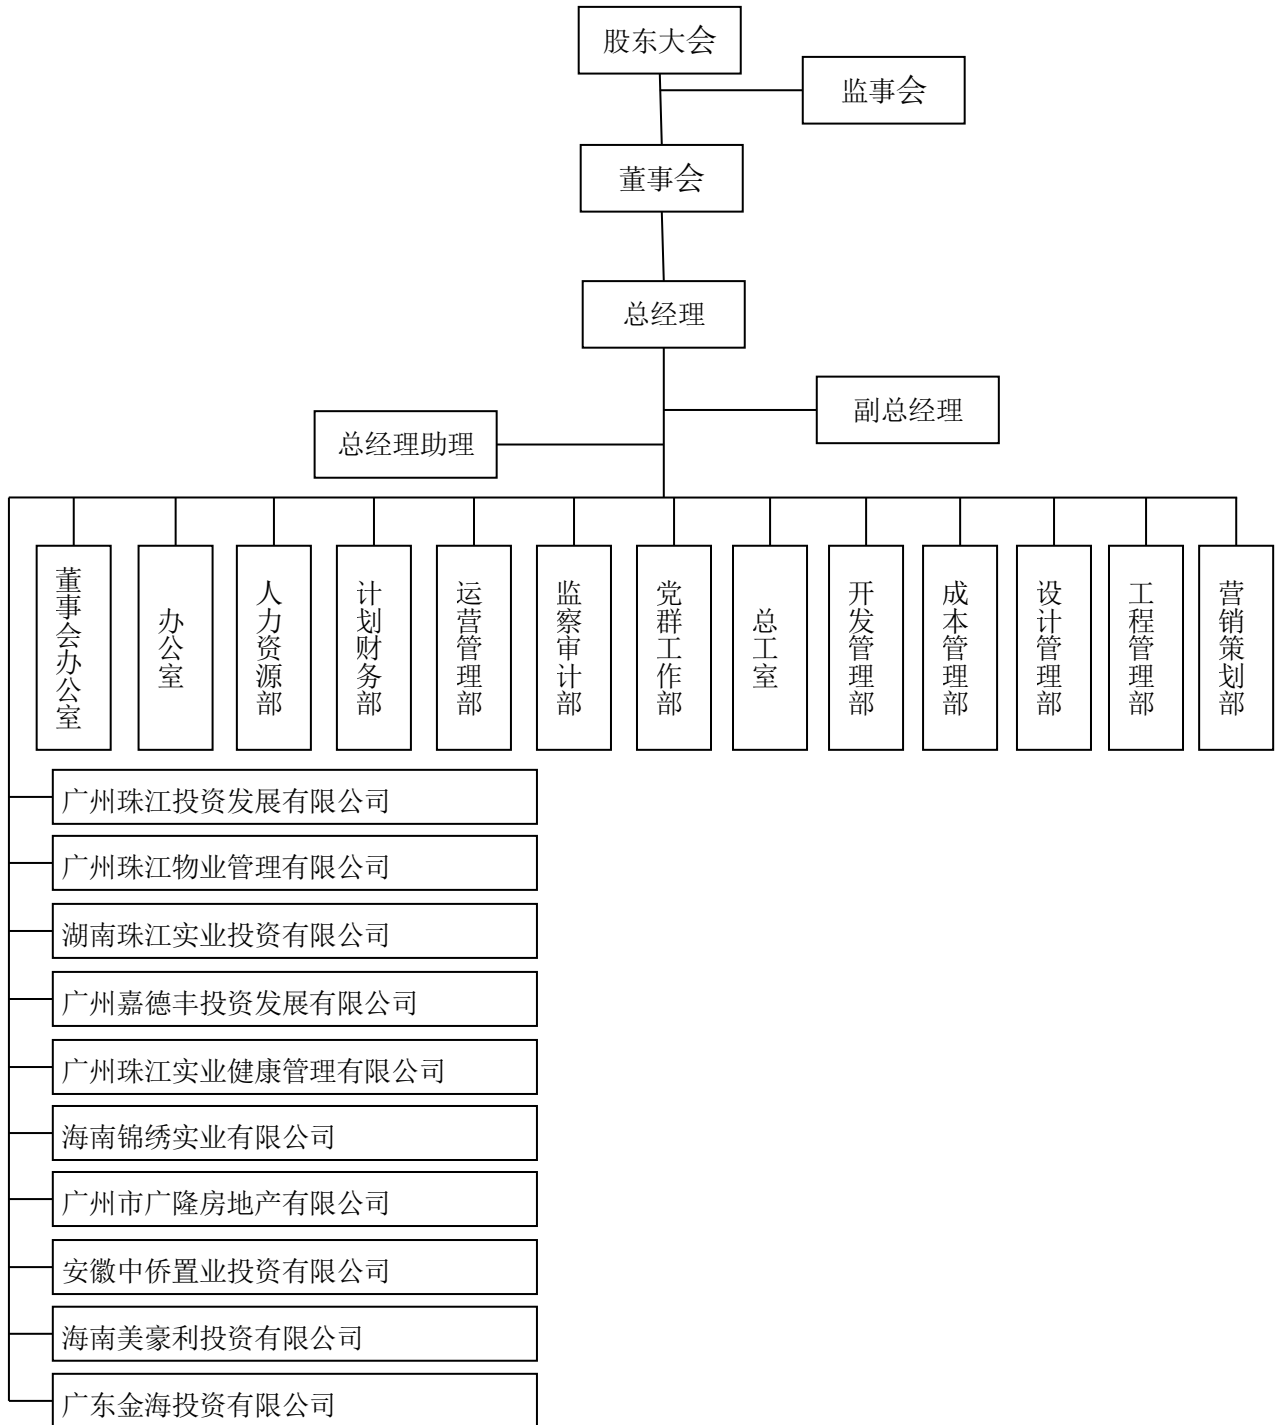 股东大会
监事会
董事会
总经理
副总经理
总经理助理
董事会办公室
办公室
人力资源部
计划财务部
运营管理部
监察审计部
党群工作部
总工室
开发管理部
成本管理部
设计管理部
工程管理部
营销策划部
广州珠江投资发展有限公司
广州珠江物业管理有限公司
湖南珠江实业投资有限公司
广州嘉德丰投资发展有限公司
广州珠江实业健康管理有限公司
海南锦绣实业有限公司
广州市广隆房地产有限公司
安徽中侨置业投资有限公司
海南美豪利投资有限公司
广东金海投资有限公司